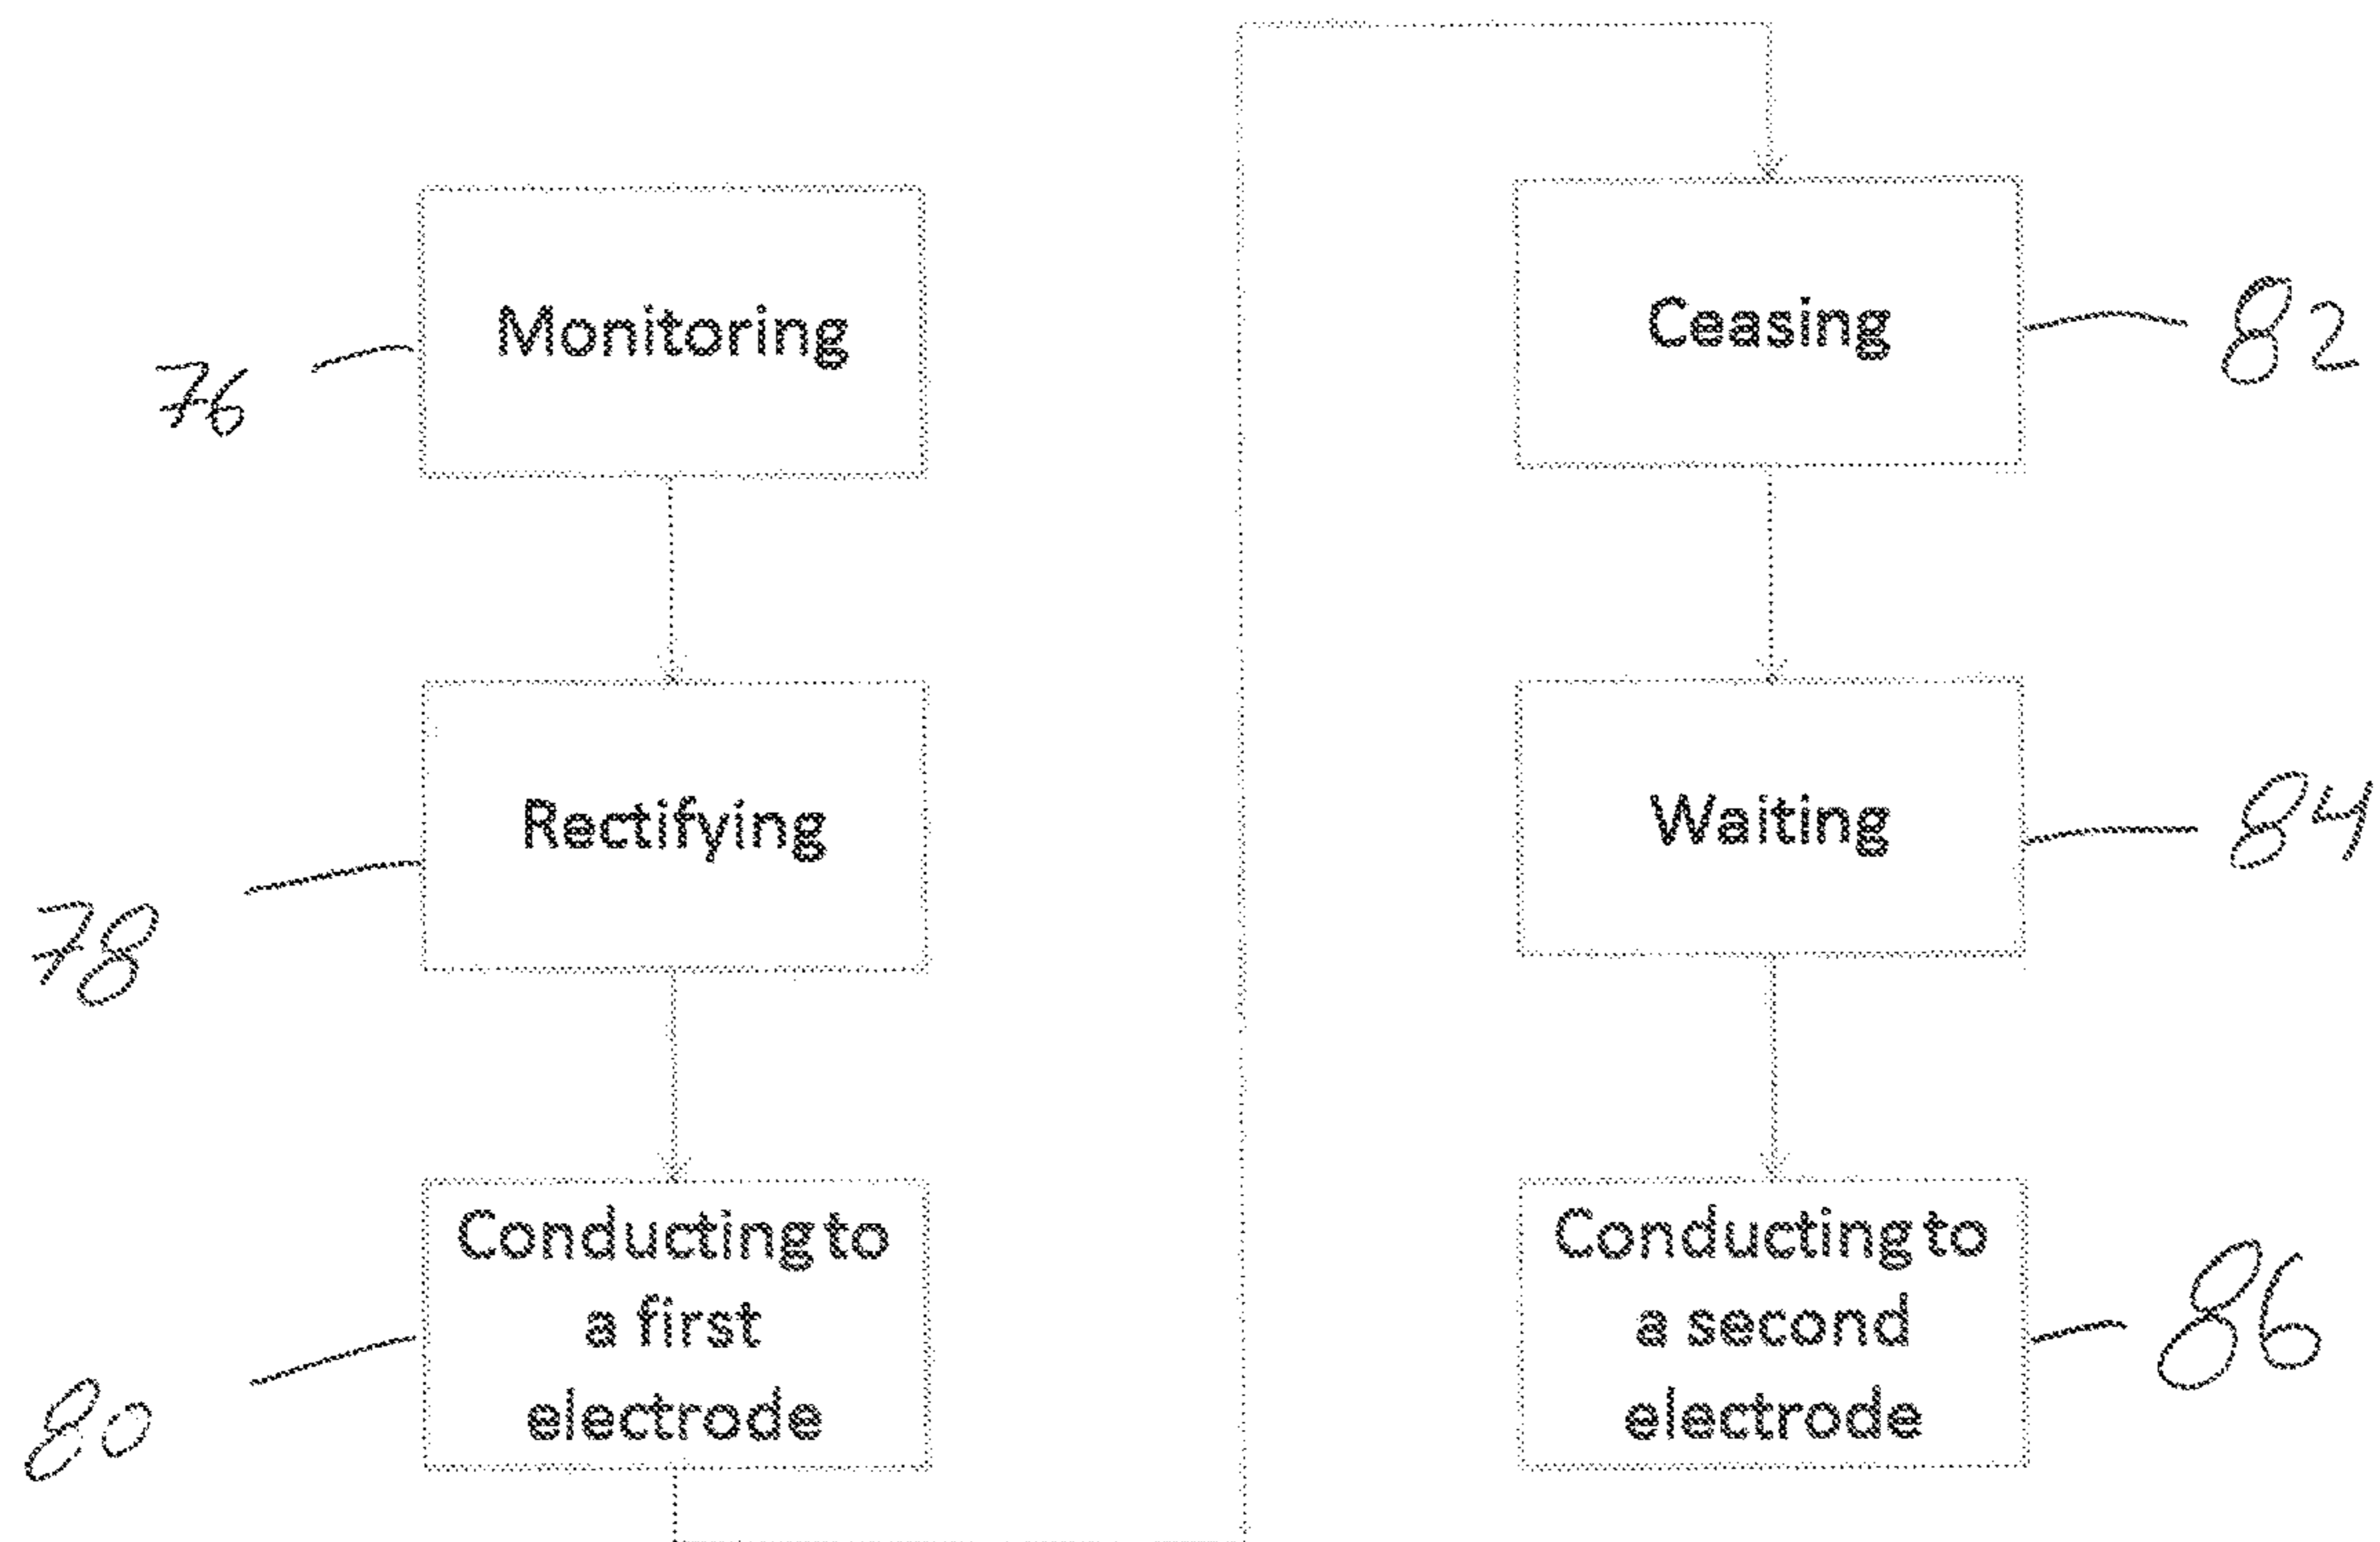 Monitoring
76
Rectifying
78
Conducting to
a first
electrode
80
Ceasing
82
Waiting
84
Conducting to
a second
electrode
86